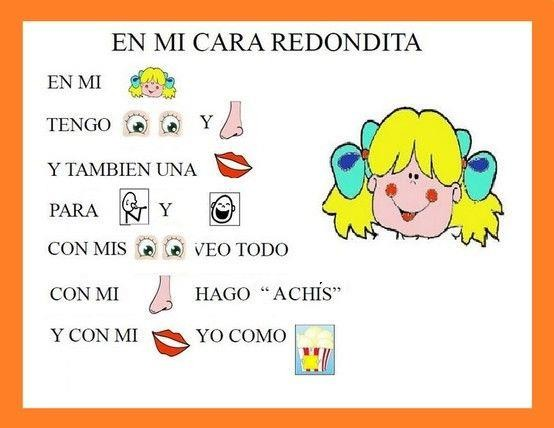 EN MI CARA REDONDITA
EN MI
TENGO Y
Y TAMBIEN UNA
PARA Y
CON MIS VEO TODO
CON MI HAGO “ ACHÍS”
Y CON MI YO COMO